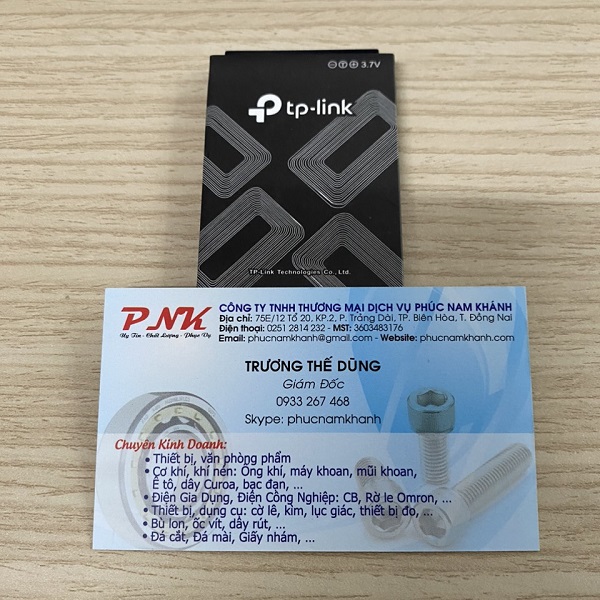 3.7V
tp-link
TP-Link Technologies Co., Ltd.
PNK
Uy Tín - Chất Lượng - Phục Vụ
CÔNG TY TNHH THƯƠNG MẠI DỊCH VỤ PHÚC NAM KHÁNH
Địa chỉ: 75E/12 Tổ 20, KP.2, P. Trảng Dài, TP. Biên Hòa, T. Đồng Nai
Điện thoại: 0251 2814 232 - MST: 3603483176
Email: phucnamkhanh@gmail.com - Website: phucnamkhanh.com
TRƯƠNG THẾ DŨNG
Giám Đốc
0933 267 468
Skype: phucnamkhanh
Chuyên Kinh Doanh:
• Thiết bị, văn phòng phẩm
• Cơ khí, khí nén: Ống khí, máy khoan, mũi khoan,
Ê tô, dây Curoa, bạc đạn, ...
• Điện Gia Dụng, Điện Công Nghiệp: CB, Rờ le Omron, ...
• Thiết bị, dụng cụ: cờ lê, kìm, lục giác, thiết bị đo, ...
• Bù lon, ốc vít, dây rút, ...
• Đá cắt, Đá mài, Giấy nhám, ...